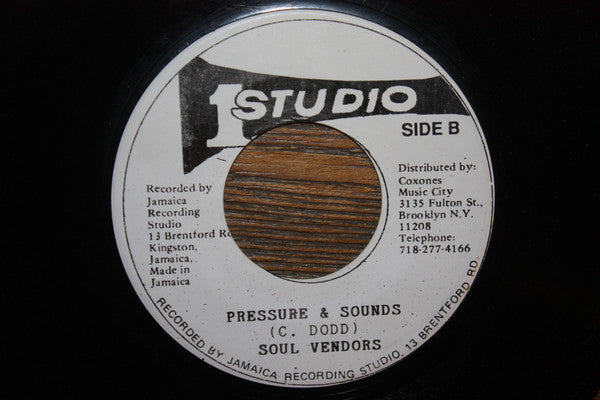 1 STUDIO
SIDE B
Recorded by
Jamaica
Recording
Studio
13 Brentford Rd
Kingston,
Jamaica,
Made in
Jamaica
Distributed by:
Coxones
Music City
3135 Fulton St.,
Brooklyn N.Y.
11208
Telephone:
718-277-4166
PRESSURE & SOUNDS
(C. DODD)
SOUL VENDORS
RECORDED BY JAMAICA RECORDING STUDIO, 13 BRENTFORD RD.